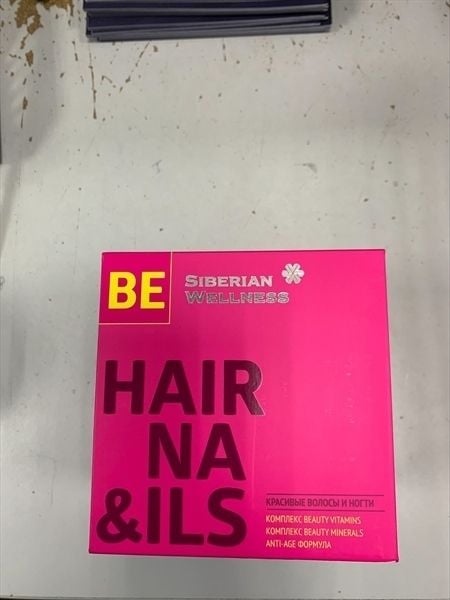 BE
SIBERIAN
WELLNESS
HAIR
NA
&ILS
КРАСИВЫЕ ВОЛОСЫ И НОГТИ
КОМПЛЕКС BEAUTY VITAMINS
КОМПЛЕКС BEAUTY MINERALS
ANTI-AGE ФОРМУЛА